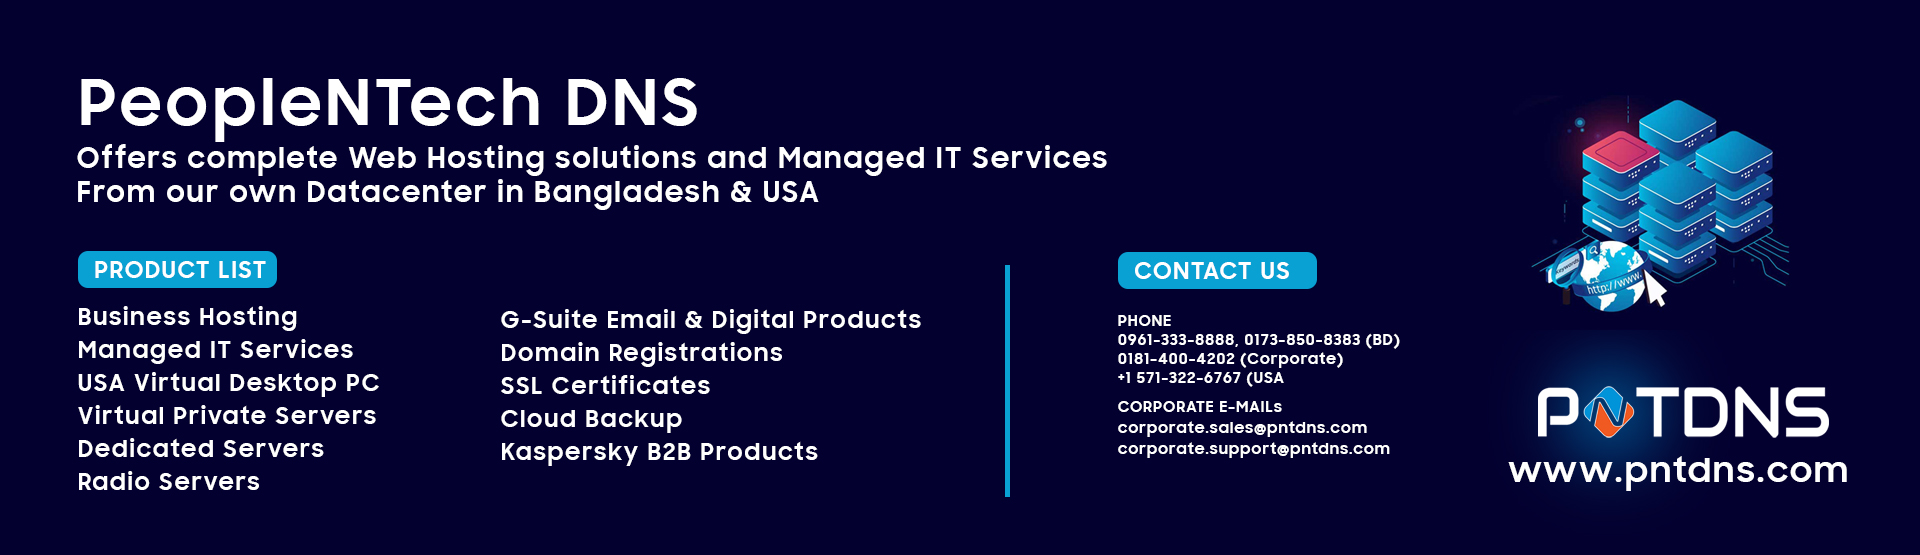 PeopleNTech DNS
Offers complete Web Hosting solutions and Managed IT Services
From our own Datacenter in Bangladesh & USA
PRODUCT LIST
Business Hosting
Managed IT Services
USA Virtual Desktop PC
Virtual Private Servers
Dedicated Servers
Radio Servers
G-Suite Email & Digital Products
Domain Registrations
SSL Certificates
Cloud Backup
Kaspersky B2B Products
CONTACT US
PHONE
0961-333-8888, 0173-850-8383 (BD)
0181-400-4202 (Corporate)
+1 571-322-6767 (USA
CORPORATE E-MAILs
corporate.sales@pntdns.com
corporate.support@pntdns.com
keywords
http://www.
PNTDNS
www.pntdns.com